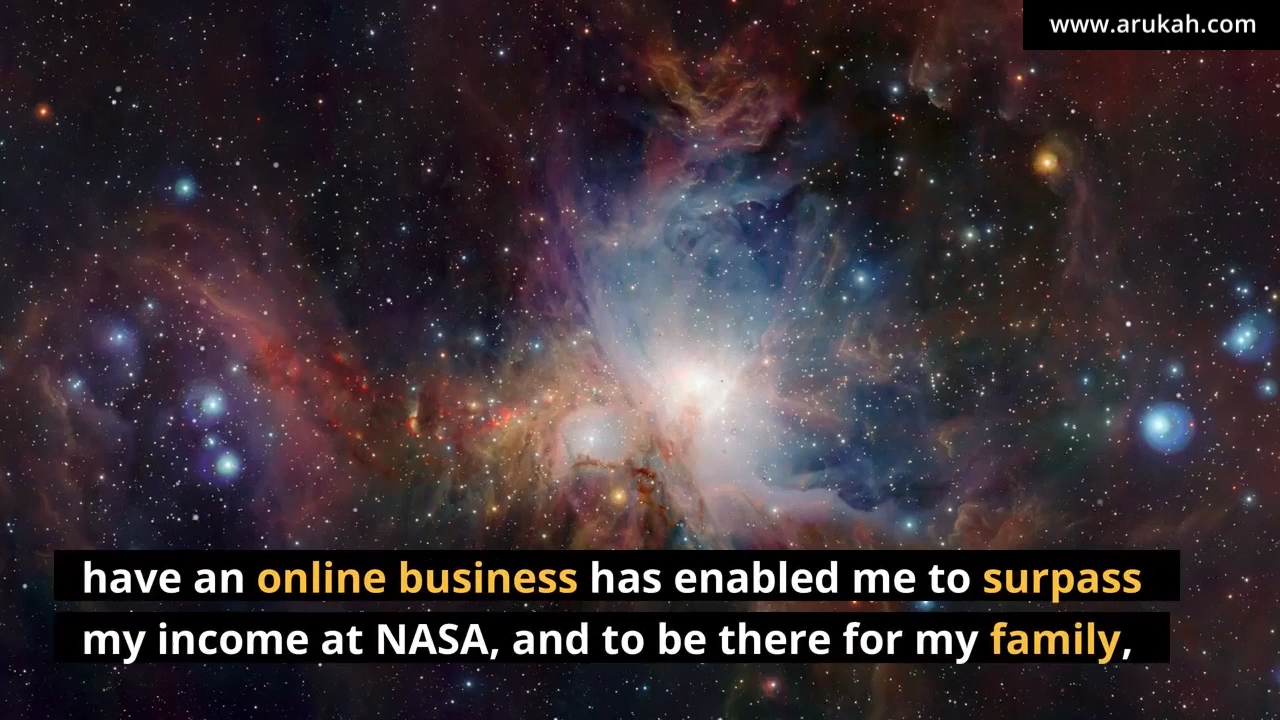 www.arukah.com
have an online business has enabled me to surpass
my income at NASA, and to be there for my family,